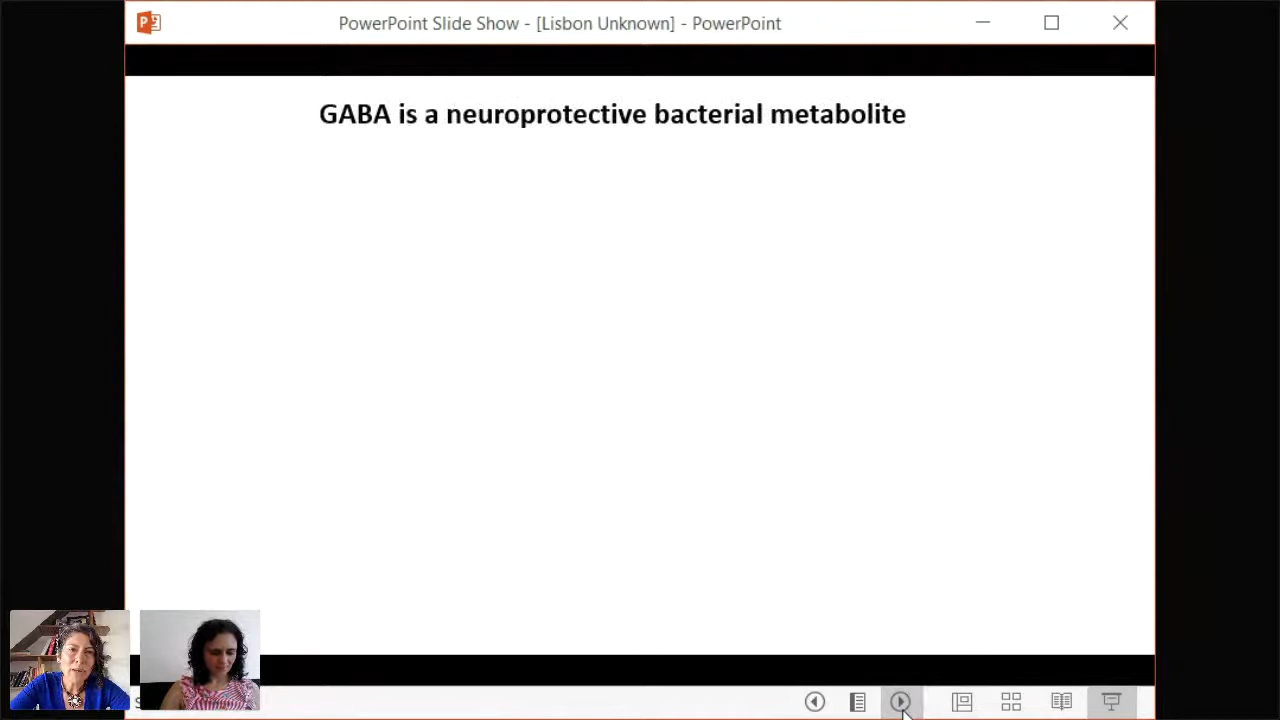 PowerPoint Slide Show - [Lisbon Unknown] - PowerPoint
GABA is a neuroprotective bacterial metabolite